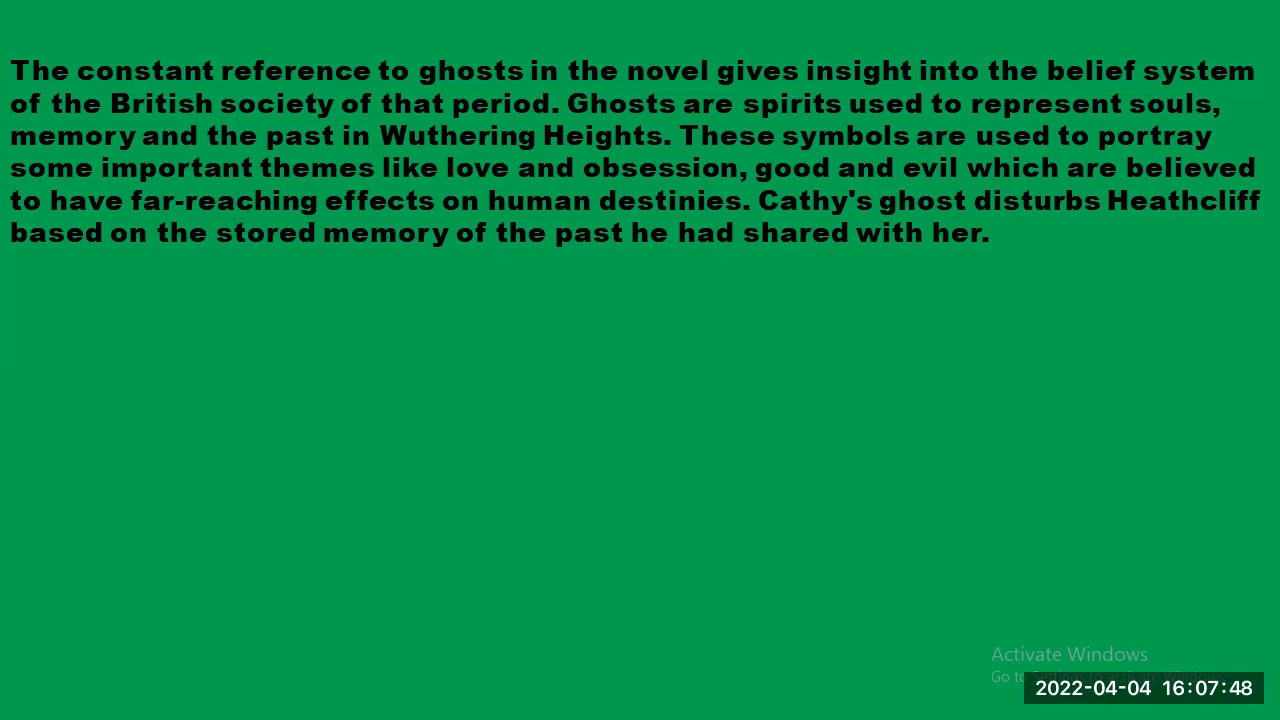 The constant reference to ghosts in the novel gives insight into the belief system
of the British society of that period. Ghosts are spirits used to represent souls,
memory and the past in Wuthering Heights. These symbols are used to portray
some important themes like love and obsession, good and evil which are believed
to have far-reaching effects on human destinies. Cathy's ghost disturbs Heathcliff
based on the stored memory of the past he had shared with her.
Activate Windows
Go to
2022-04-04 16:07:48